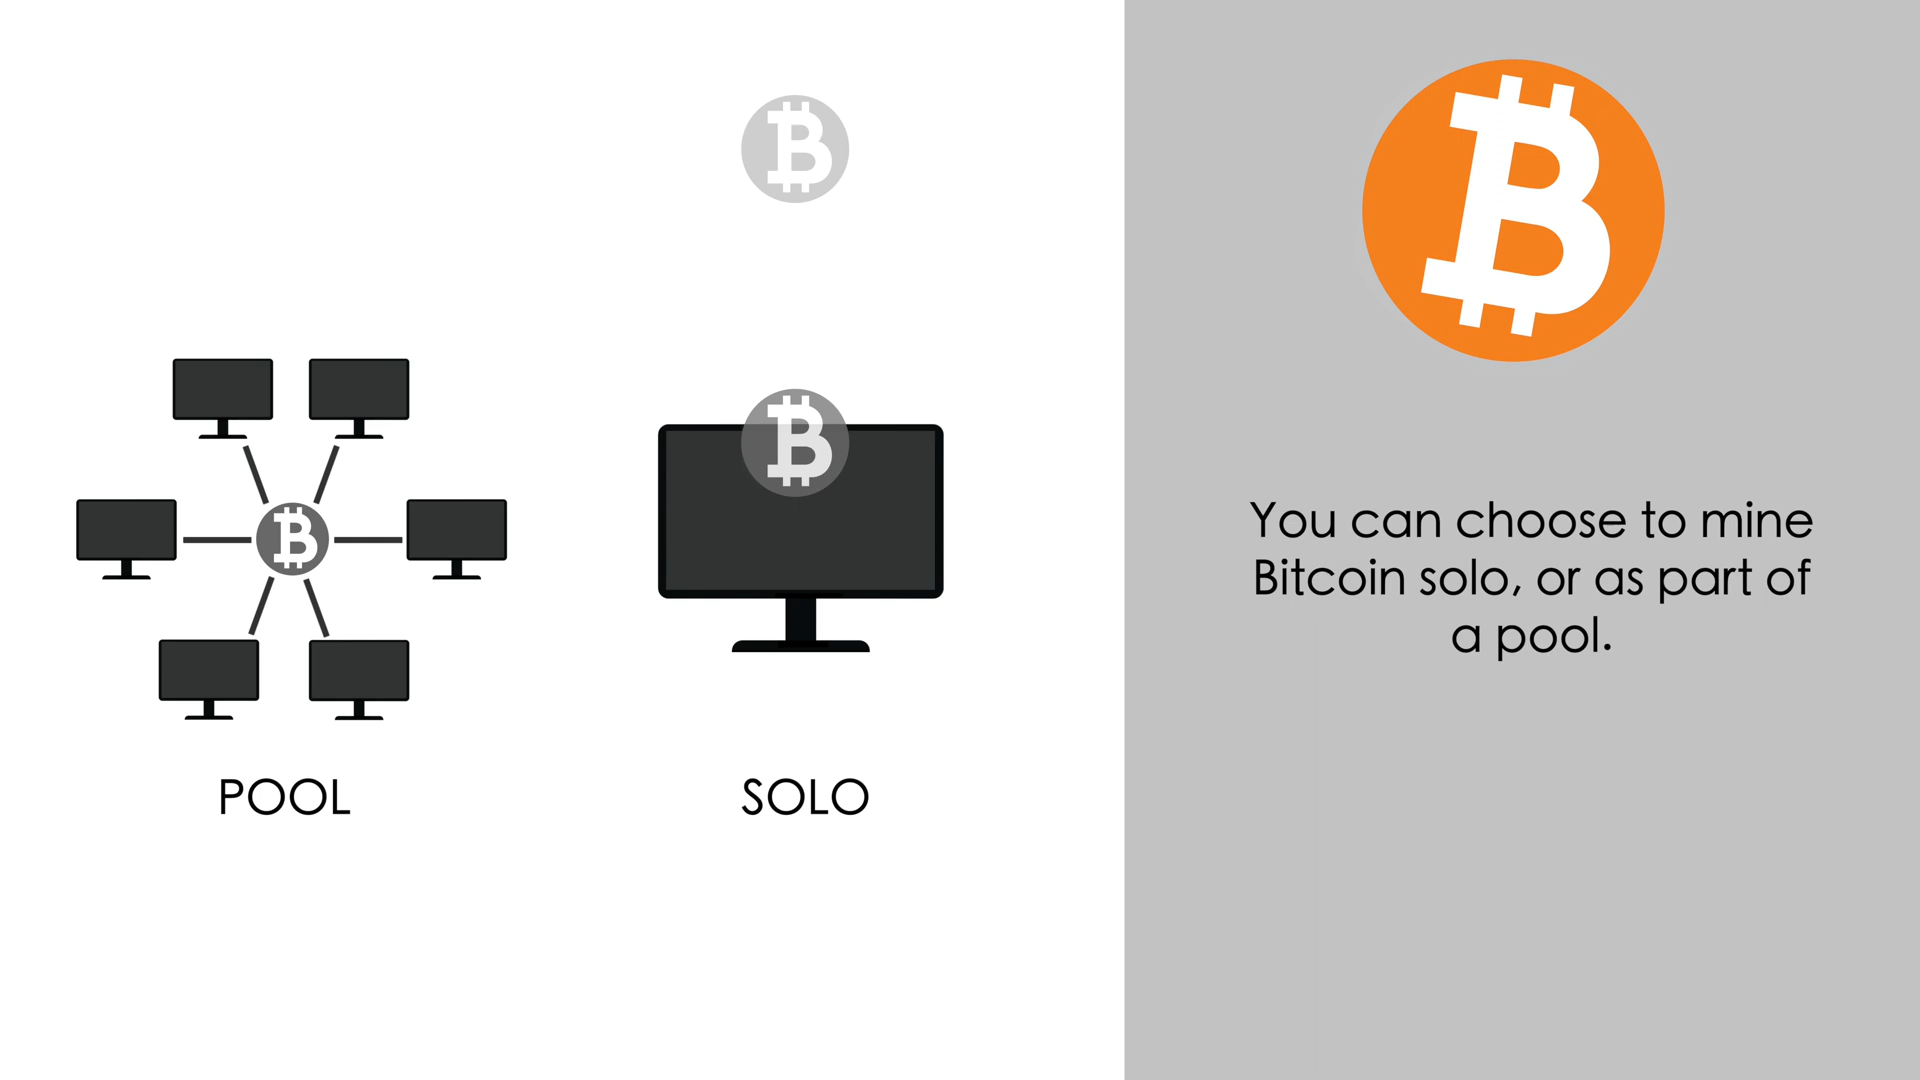 POOL
SOLO
You can choose to mine
Bitcoin solo, or as part of
a pool.